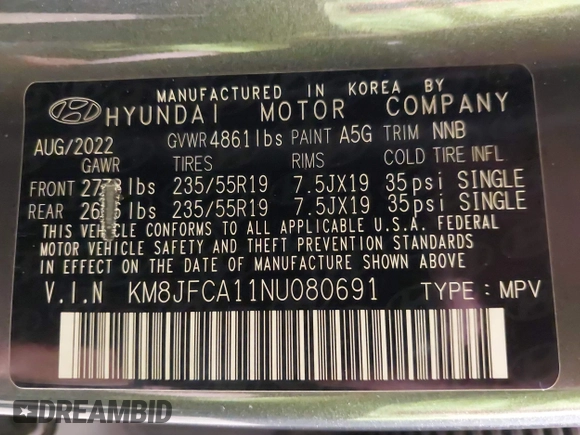 MANUFACTURED IN KOREA BY
HYUNDAI MOTOR COMPANY
AUG/2022 GVWR 4861lbs PAINT A5G TRIM NNB
GAWR TIRES RIMS COLD TIRE INFL
FRONT lbs 235/55R19 7.5JX19 35psi SINGLE
REAR lbs 235/55R19 7.5JX19 35psi SINGLE
THIS VEHICLE CONFORMS TO ALL APPLICABLE U.S.A. FEDERAL
MOTOR VEHICLE SAFETY AND THEFT PREVENTION STANDARDS
IN EFFECT ON THE DATE OF MANUFACTURE SHOWN ABOVE.
V.I.N KM8JFCA11NU080691 TYPE : MPV
DREAMBID